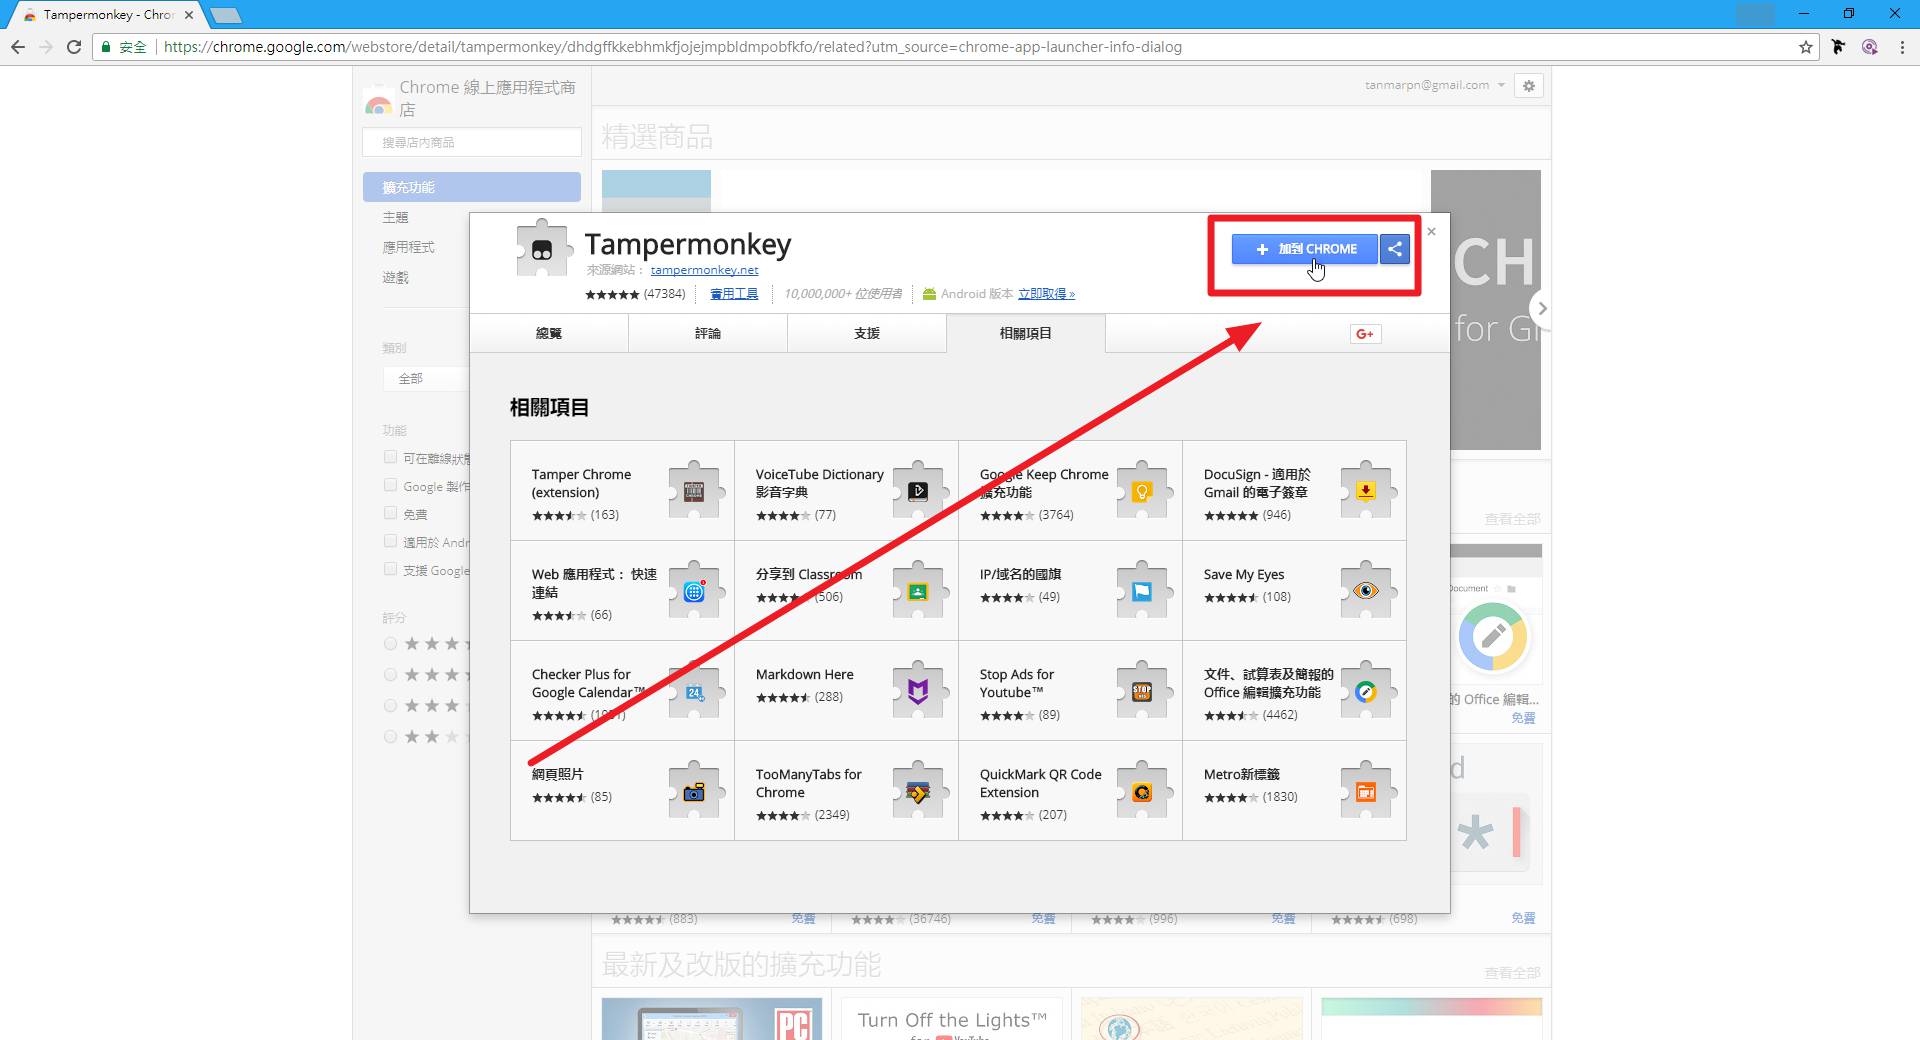 Tampermonkey - Chro
安全
https://chrome.google.com/webstore/detail/tampermonkey/dhdgffkkebhmkfjojejmpbldmpobfkfo/related?utm_source=chrome-app-launcher-info-dialog
Chrome 線上應用程式商
店
tanmarpn@gmail.com
搜尋店內商品
精選商品
擴充功能
主題
應用程式
遊戲
類別
全部
功能
可在離線狀態
Google 製作
免費
適用於 Andr
支援 Google
評分
CH
for G
Tampermonkey
來源網站： tampermonkey.net
(47384) 實用工具 10,000,000+ 位使用者 Android 版本 立即取得 »
加到 CHROME
總覽 評論 支援 相關項目 G+
相關項目
Tamper Chrome
(extension)
(163)
VoiceTube Dictionary
影音字典
(77)
Google Keep Chrome
擴充功能
(3764)
DocuSign - 適用於
Gmail 的電子簽章
(946)
Web 應用程式： 快速
連結
(66)
分享到 Classroom
(506)
IP/域名的國旗
(49)
Save My Eyes
(108)
Checker Plus for
Google Calendar™
24
Markdown Here
(288)
Stop Ads for
Youtube™
(89)
STOP
文件、試算表及簡報的
Office 編輯擴充功能
(4462)
網頁照片
(85)
TooManyTabs for
Chrome
(2349)
QuickMark QR Code
Extension
(207)
Metro新標籤
(1830)
查看全部
Document
的 Office 編輯...
免費
d
*
(883) 免費
(36746) 免費
(996) 免費
(698) 免費
最新及改版的擴充功能
查看全部
PC
Turn Off the Lights™
for YouTube